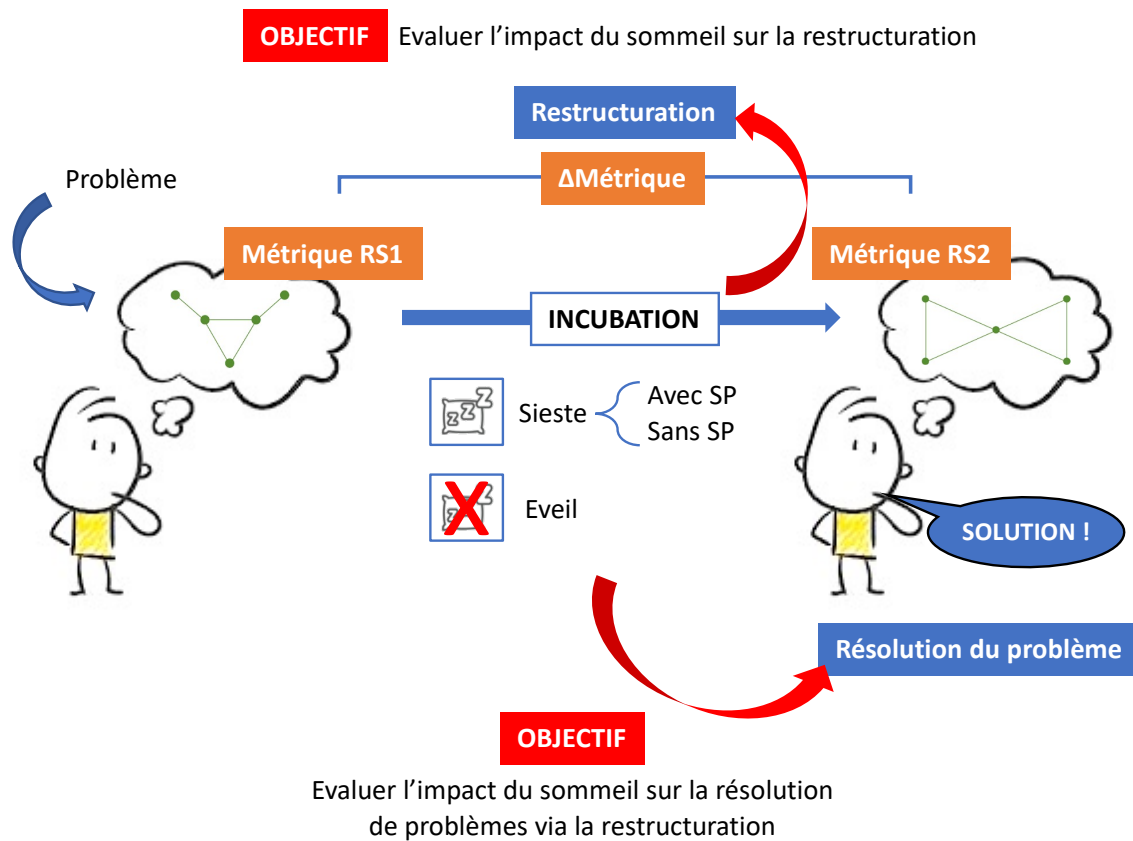 OBJECTIF Evaluer l’impact du sommeil sur la restructuration
Restructuration
Problème
ΔMétrique
Métrique RS1
Métrique RS2
INCUBATION
Sieste
Avec SP
Sans SP
Eveil
SOLUTION !
Résolution du problème
OBJECTIF
Evaluer l’impact du sommeil sur la résolution
de problèmes via la restructuration